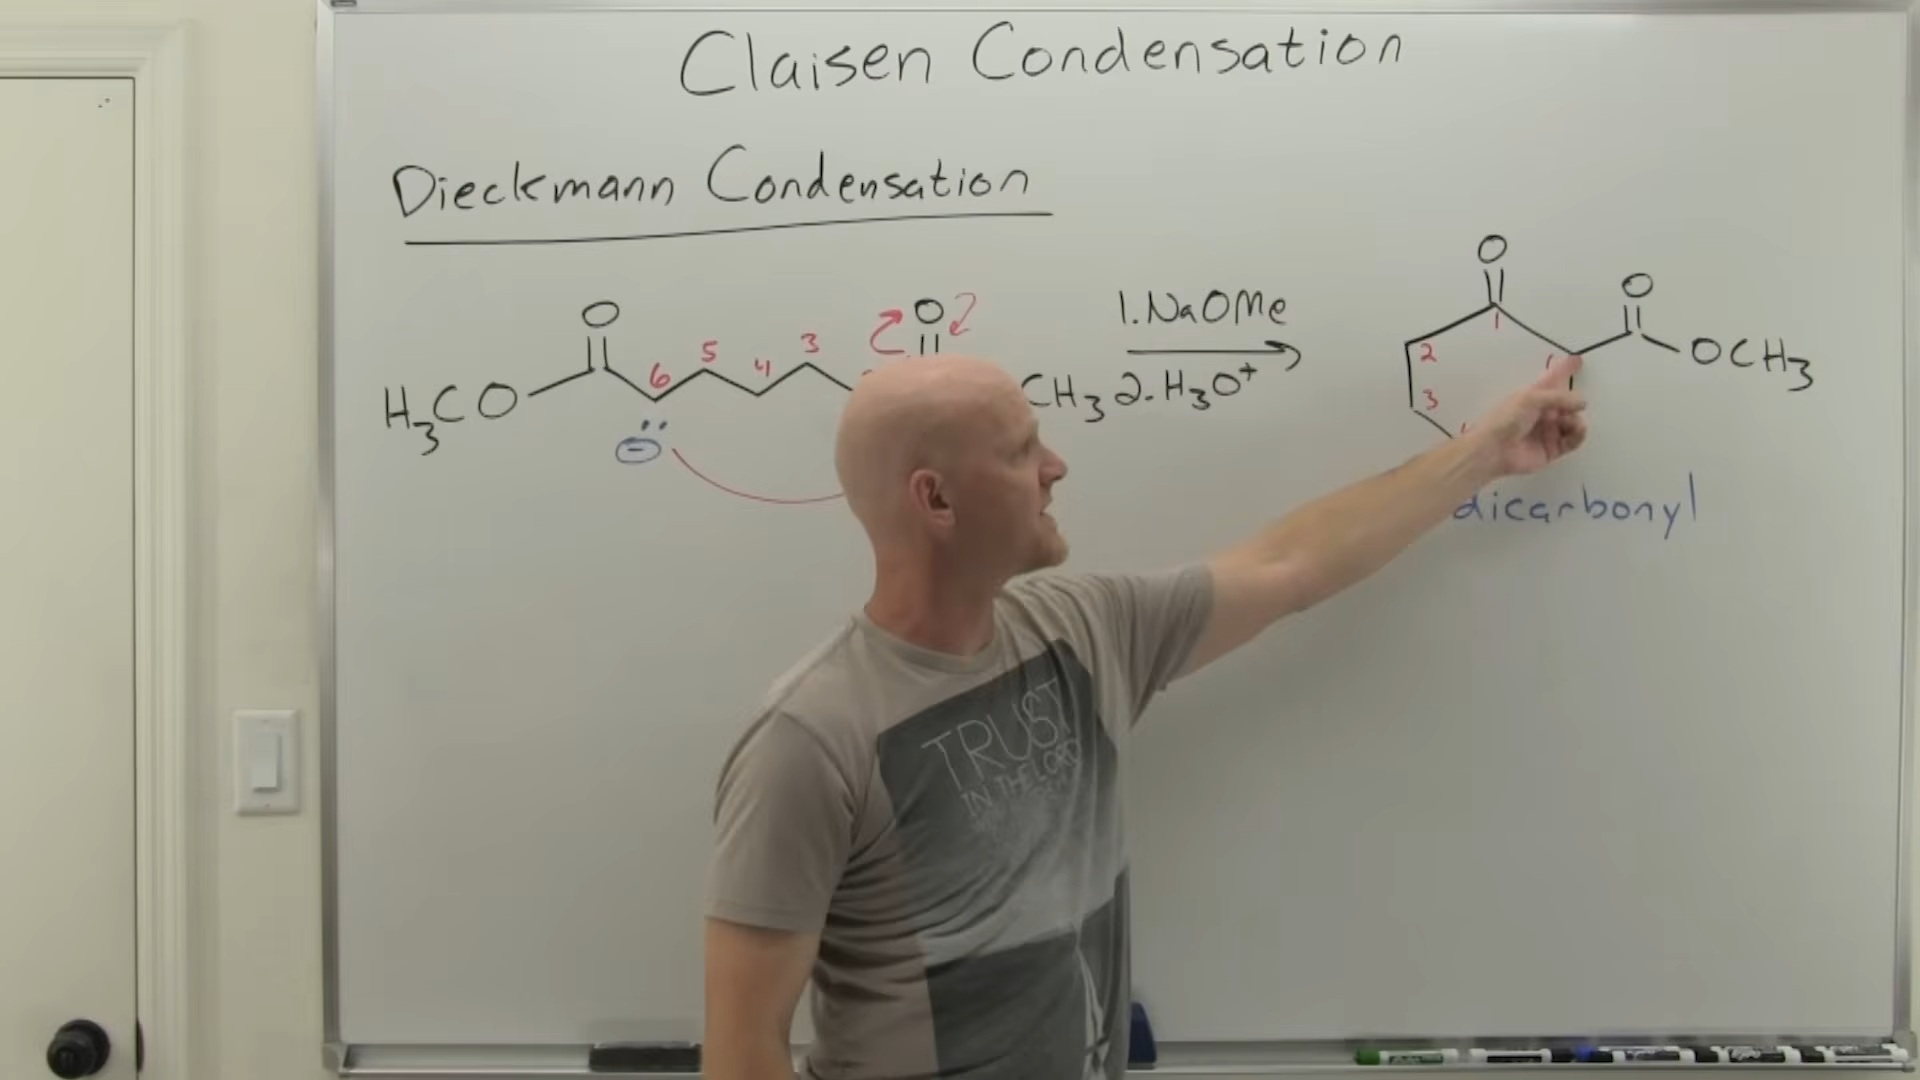 Claisen Condensation
Dieckmann Condensation
O
O
H3CO
6
5
4
3
CH3
1. NaOMe
2. H3O+
O
O
OCH3
1
2
3
dicarbonyl
TRUST
IN THE LORD